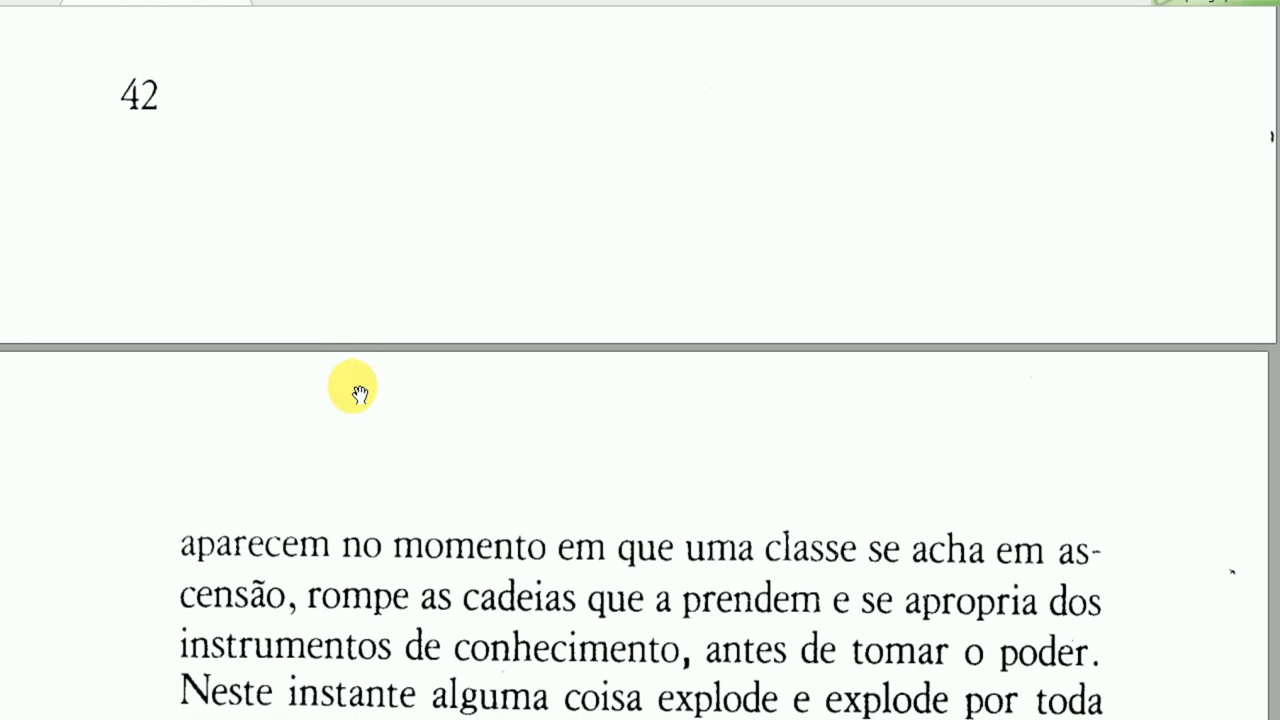 42
aparecem no momento em que uma classe se acha em as-
censão, rompe as cadeias que a prendem e se apropria dos
instrumentos de conhecimento, antes de tomar o poder.
Neste instante alguma coisa explode e explode por toda